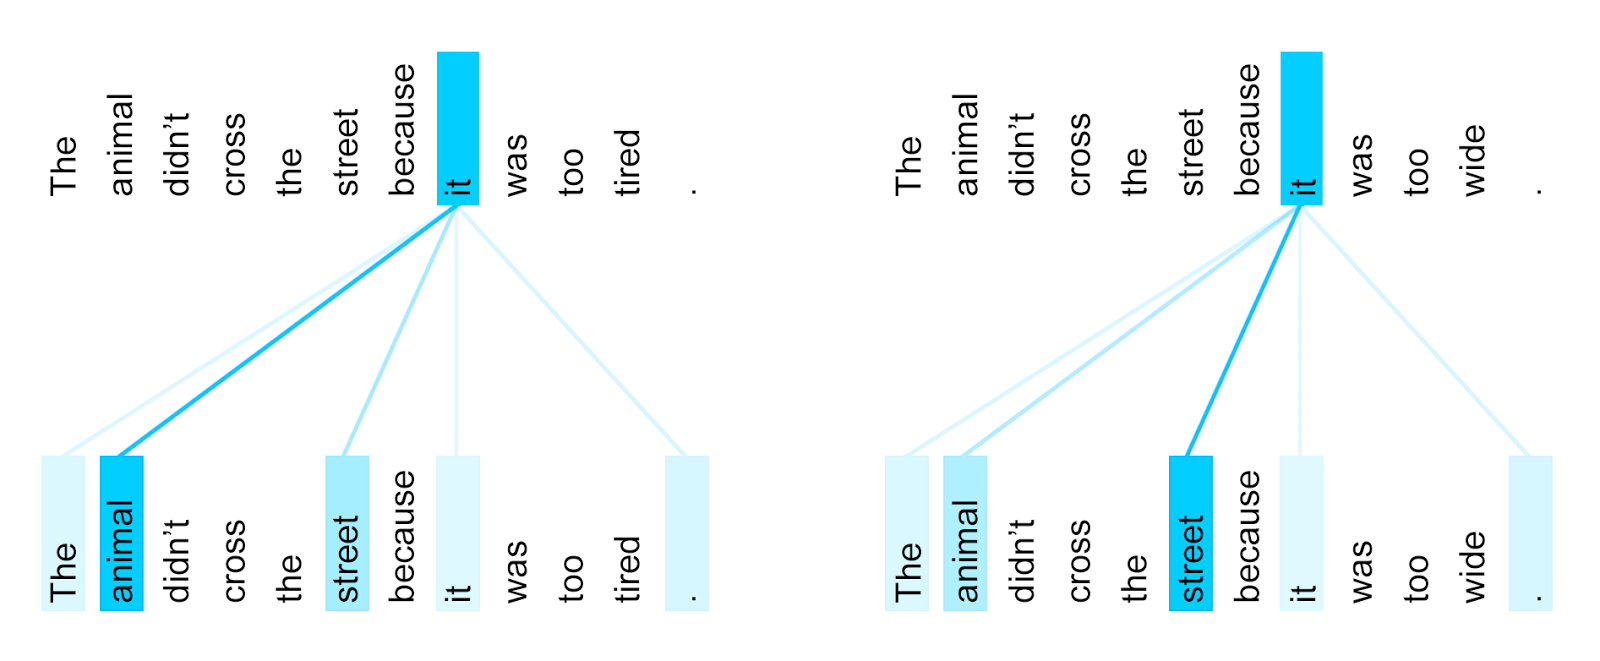 The animal didn’t cross the street because it was too tired .
The animal didn’t cross the street because it was too wide .
The animal didn’t cross the street because it was too tired .
The animal didn’t cross the street because it was too wide .